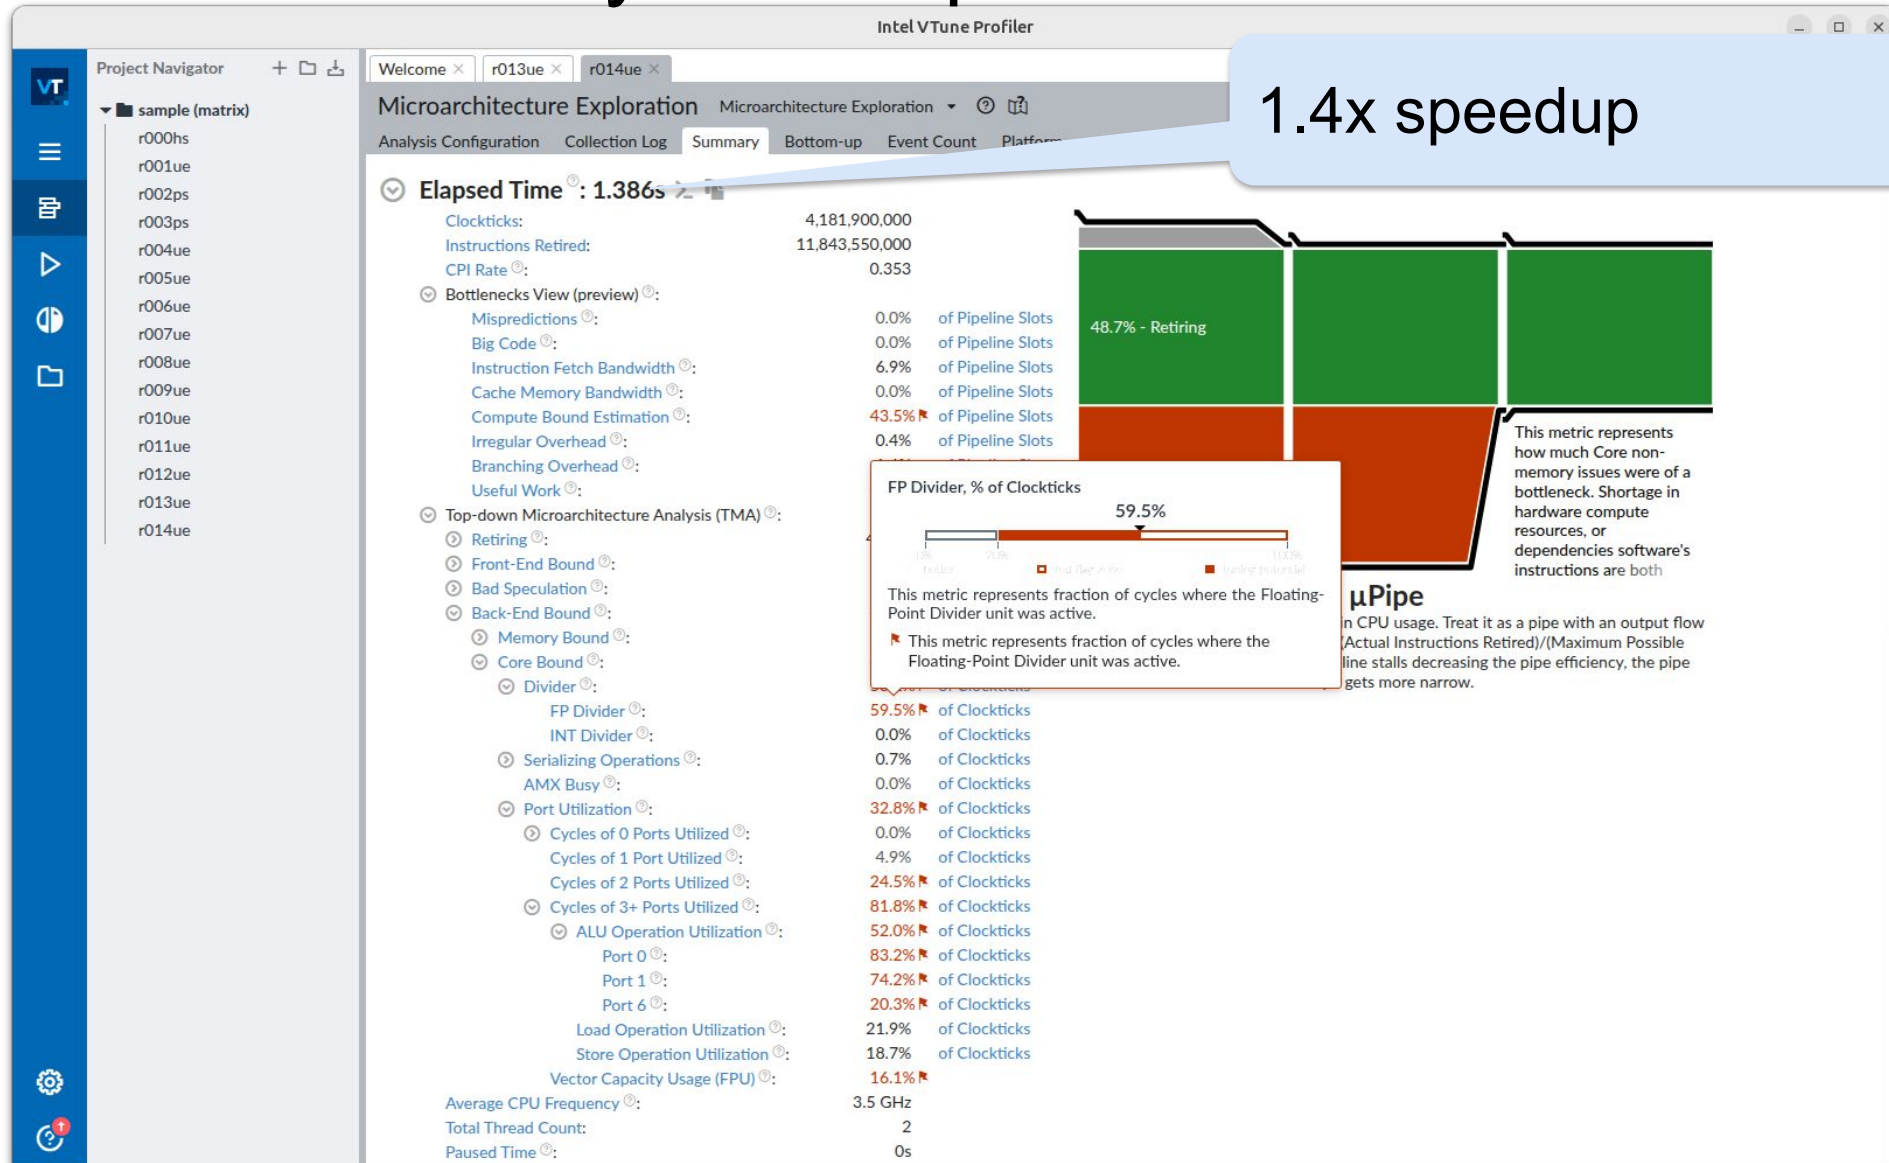 Intel VTune Profiler
VT
Project Navigator
sample (matrix)
r000hs
r001ue
r002ps
r003ps
r004ue
r005ue
r006ue
r007ue
r008ue
r009ue
r010ue
r011ue
r012ue
r013ue
r014ue
Welcome × r013ue × r014ue ×
Microarchitecture Exploration Microarchitecture Exploration
Analysis Configuration Collection Log Summary Bottom-up Event Count Platform
1.4x speedup
Elapsed Time: 1.386s
Clockticks: 4,181,900,000
Instructions Retired: 11,843,550,000
CPI Rate: 0.353
Bottlenecks View (preview):
Mispredictions: 0.0% of Pipeline Slots
Big Code: 0.0% of Pipeline Slots
Instruction Fetch Bandwidth: 6.9% of Pipeline Slots
Cache Memory Bandwidth: 0.0% of Pipeline Slots
Compute Bound Estimation: 43.5% of Pipeline Slots
Irregular Overhead: 0.4% of Pipeline Slots
Branching Overhead:
Useful Work:
Top-down Microarchitecture Analysis (TMA):
Retiring:
Front-End Bound:
Bad Speculation:
Back-End Bound:
Memory Bound:
Core Bound:
Divider: of Clockticks
FP Divider: 59.5% of Clockticks
INT Divider: 0.0% of Clockticks
Serializing Operations: 0.7% of Clockticks
AMX Busy: 0.0% of Clockticks
Port Utilization: 32.8% of Clockticks
Cycles of 0 Ports Utilized: 0.0% of Clockticks
Cycles of 1 Port Utilized: 4.9% of Clockticks
Cycles of 2 Ports Utilized: 24.5% of Clockticks
Cycles of 3+ Ports Utilized: 81.8% of Clockticks
ALU Operation Utilization: 52.0% of Clockticks
Port 0: 83.2% of Clockticks
Port 1: 74.2% of Clockticks
Port 6: 20.3% of Clockticks
Load Operation Utilization: 21.9% of Clockticks
Store Operation Utilization: 18.7% of Clockticks
Vector Capacity Usage (FPU): 16.1%
Average CPU Frequency: 3.5 GHz
Total Thread Count: 2
Paused Time: 0s
FP Divider, % of Clockticks
59.5%
0% 20% 100%
This metric represents fraction of cycles where the Floating-
Point Divider unit was active.
This metric represents fraction of cycles where the
Floating-Point Divider unit was active.
48.7% - Retiring
This metric represents
how much Core non-
memory issues were of a
bottleneck. Shortage in
hardware compute
resources, or
dependencies software's
instructions are both
µPipe
in CPU usage. Treat it as a pipe with an output flow
(Actual Instructions Retired)/(Maximum Possible
line stalls decreasing the pipe efficiency, the pipe
gets more narrow.